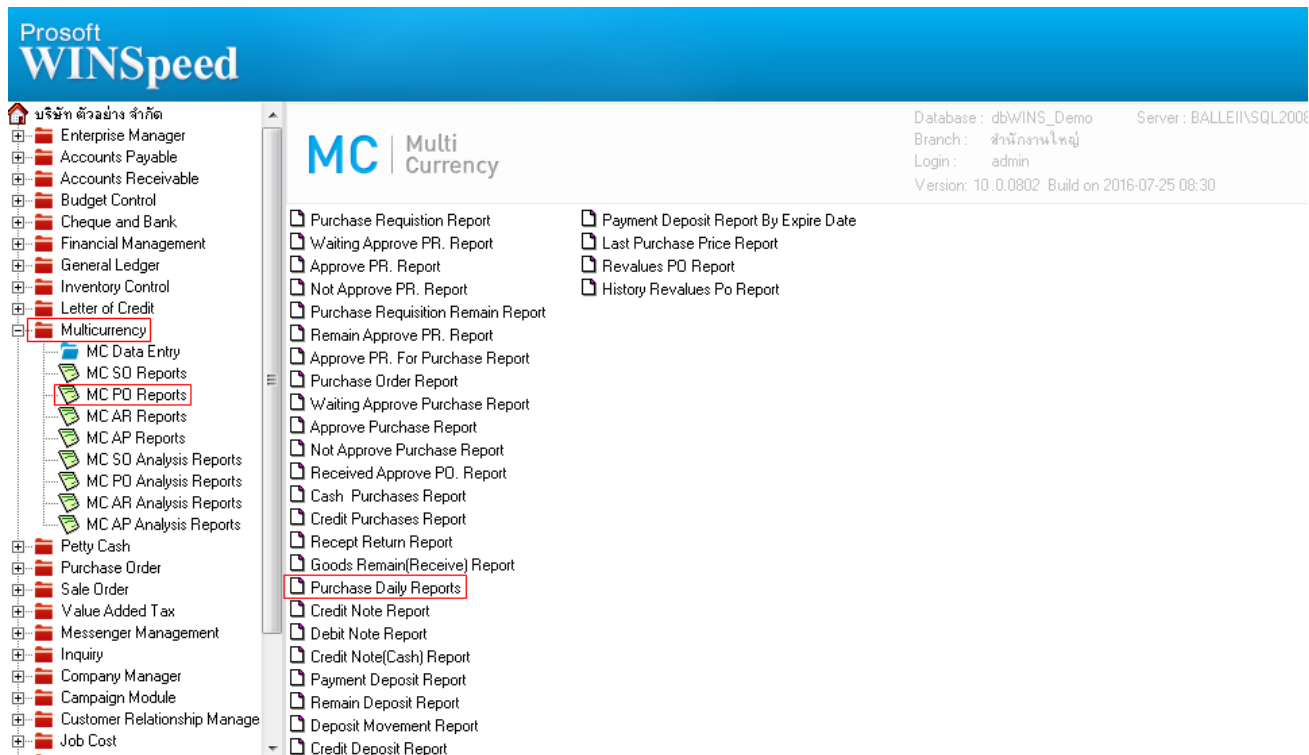 Prosoft
WINSpeed
บริษัท ตัวอย่าง จำกัด
Enterprise Manager
Accounts Payable
Accounts Receivable
Budget Control
Cheque and Bank
Financial Management
General Ledger
Inventory Control
Letter of Credit
Multicurrency
MC Data Entry
MC SO Reports
MC PO Reports
MC AR Reports
MC AP Reports
MC SO Analysis Reports
MC PO Analysis Reports
MC AR Analysis Reports
MC AP Analysis Reports
Petty Cash
Purchase Order
Sale Order
Value Added Tax
Messenger Management
Inquiry
Company Manager
Campaign Module
Customer Relationship Manage
Job Cost
MC Multi Currency
Database : dbWINS_Demo Server : BALLEII\SQL2008
Branch : สำนักงานใหญ่
Login : admin
Version: 10.0.0802 Build on 2016-07-25 08:30
Purchase Requistion Report
Waiting Approve PR. Report
Approve PR. Report
Not Approve PR. Report
Purchase Requisition Remain Report
Remain Approve PR. Report
Approve PR. For Purchase Report
Purchase Order Report
Waiting Approve Purchase Report
Approve Purchase Report
Not Approve Purchase Report
Received Approve PO. Report
Cash Purchases Report
Credit Purchases Report
Recept Return Report
Goods Remain(Receive) Report
Purchase Daily Reports
Credit Note Report
Debit Note Report
Credit Note(Cash) Report
Payment Deposit Report
Remain Deposit Report
Deposit Movement Report
Credit Deposit Report
Payment Deposit Report By Expire Date
Last Purchase Price Report
Revalues PO Report
History Revalues Po Report